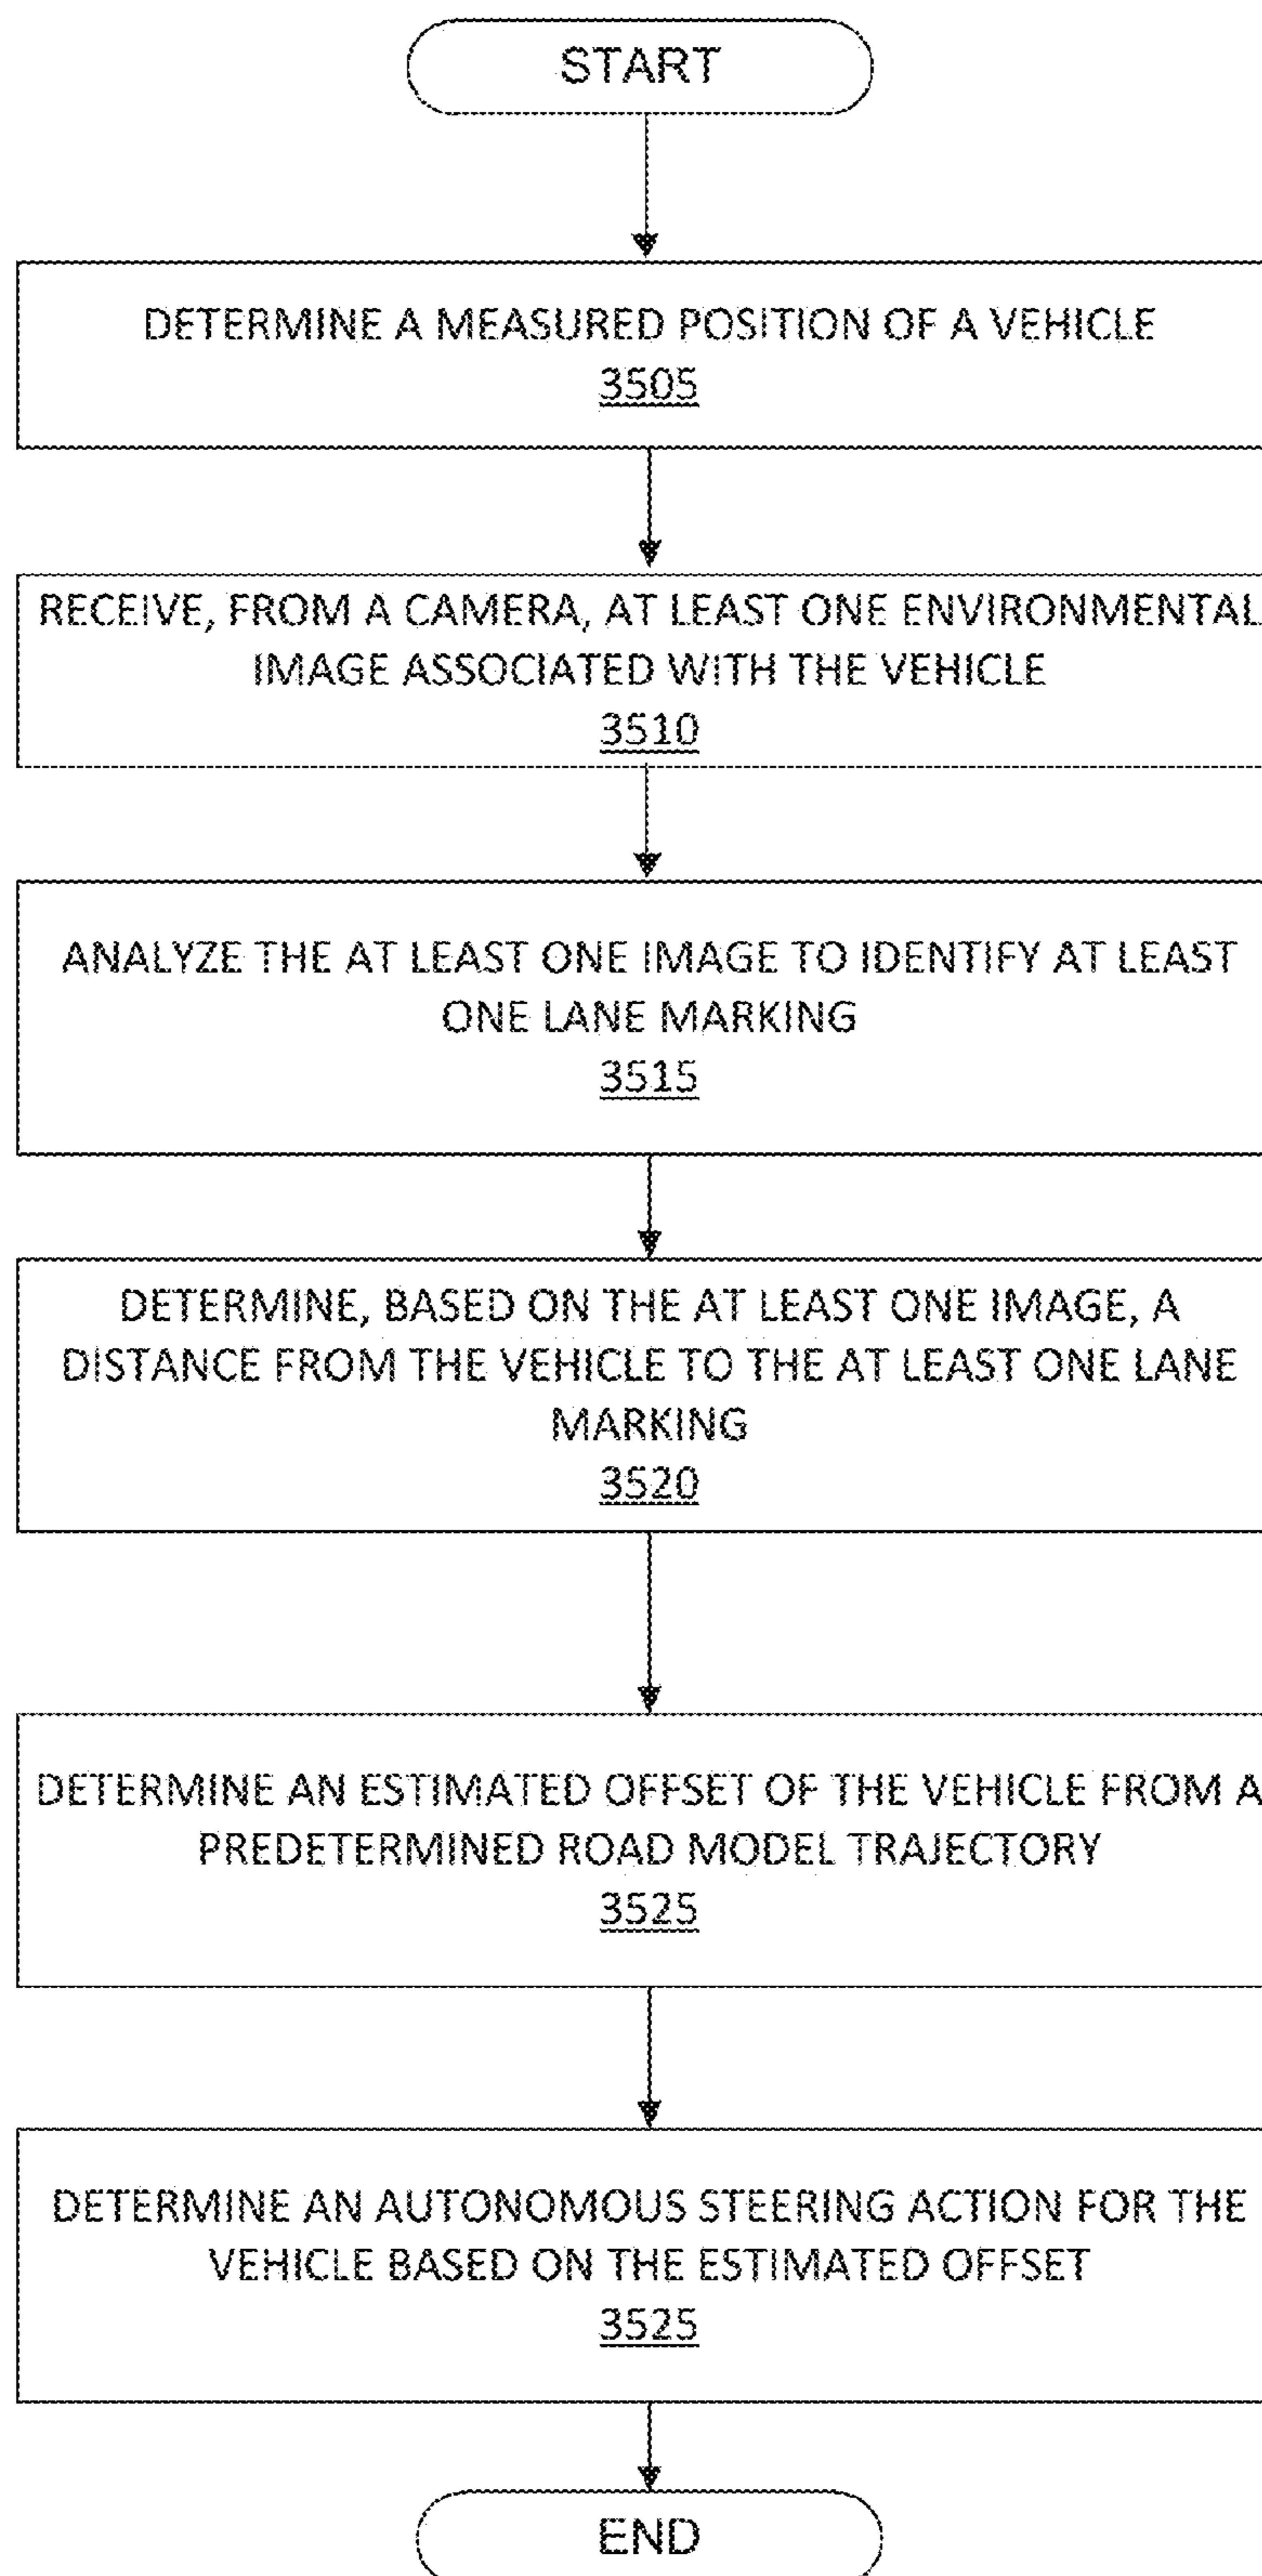 START
DETERMINE A MEASURED POSITION OF A VEHICLE
3505
RECEIVE, FROM A CAMERA, AT LEAST ONE ENVIRONMENTAL
IMAGE ASSOCIATED WITH THE VEHICLE
3510
ANALYZE THE AT LEAST ONE IMAGE TO IDENTIFY AT LEAST
ONE LANE MARKING
3515
DETERMINE, BASED ON THE AT LEAST ONE IMAGE, A
DISTANCE FROM THE VEHICLE TO THE AT LEAST ONE LANE
MARKING
3520
DETERMINE AN ESTIMATED OFFSET OF THE VEHICLE FROM A
PREDETERMINED ROAD MODEL TRAJECTORY
3525
DETERMINE AN AUTONOMOUS STEERING ACTION FOR THE
VEHICLE BASED ON THE ESTIMATED OFFSET
3525
END